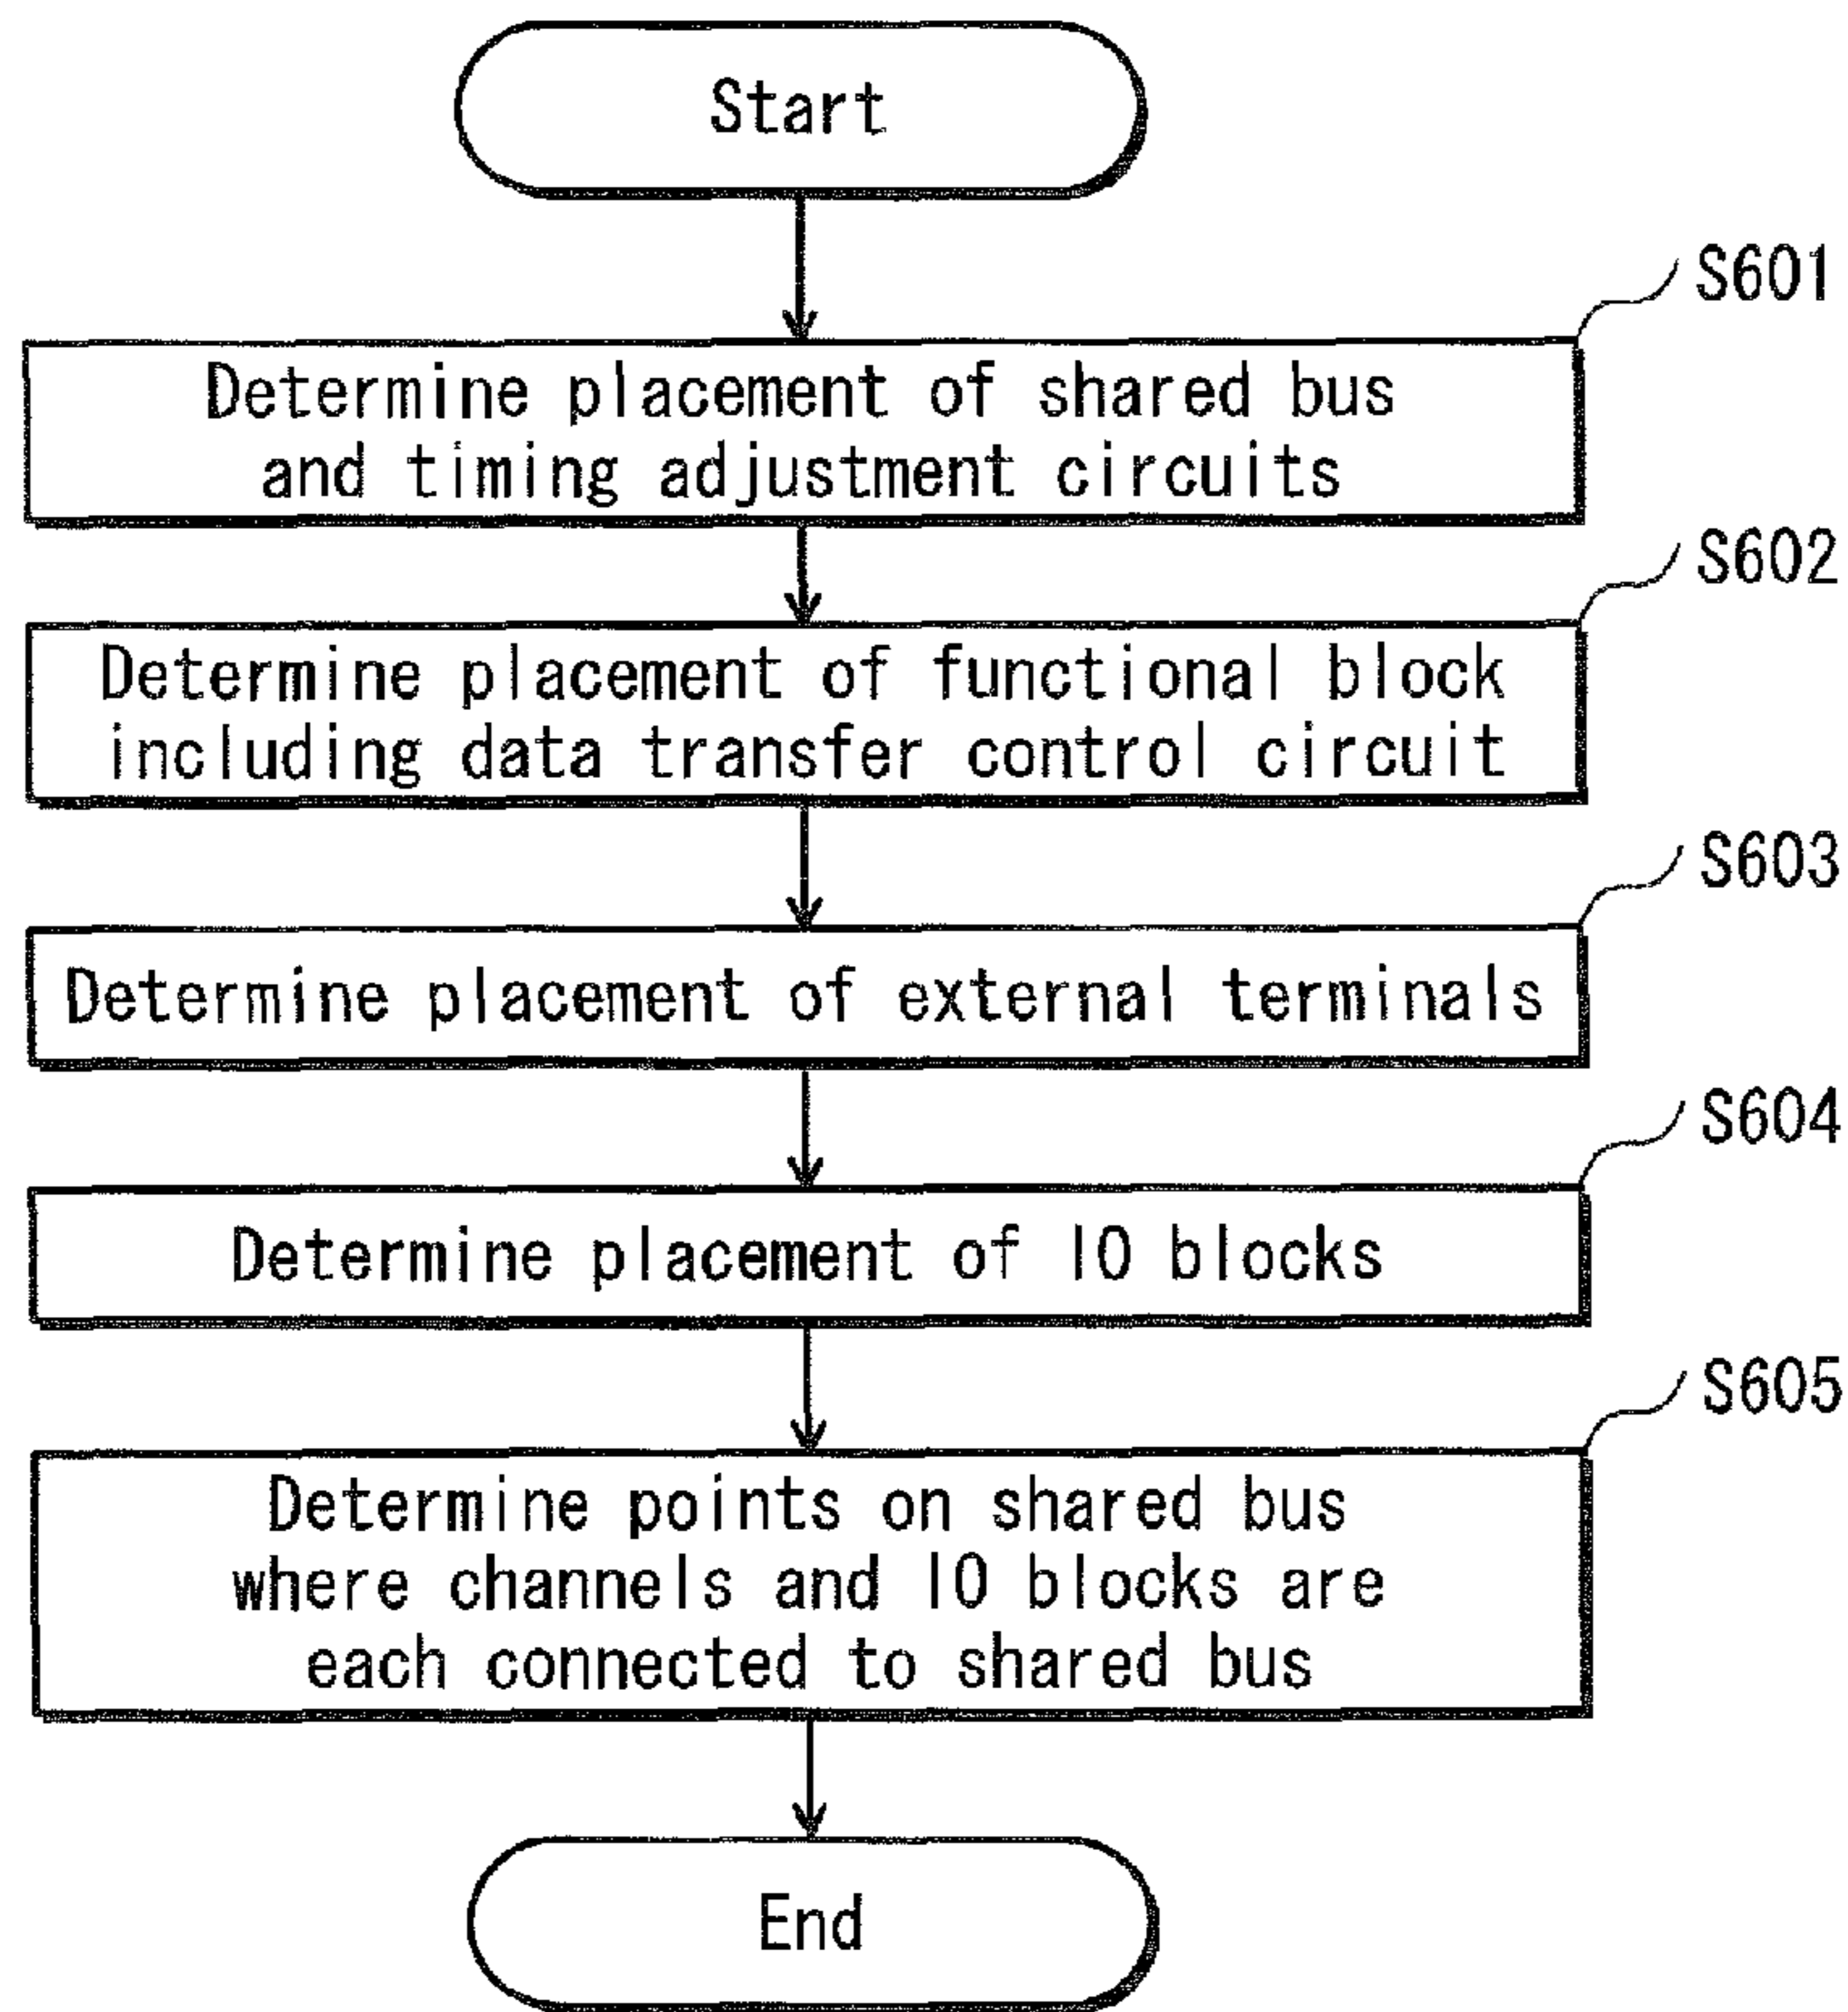 Start
S601
Determine placement of shared bus
and timing adjustment circuits
S602
Determine placement of functional block
including data transfer control circuit
S603
Determine placement of external terminals
S604
Determine placement of IO blocks
S605
Determine points on shared bus
where channels and IO blocks are
each connected to shared bus
End